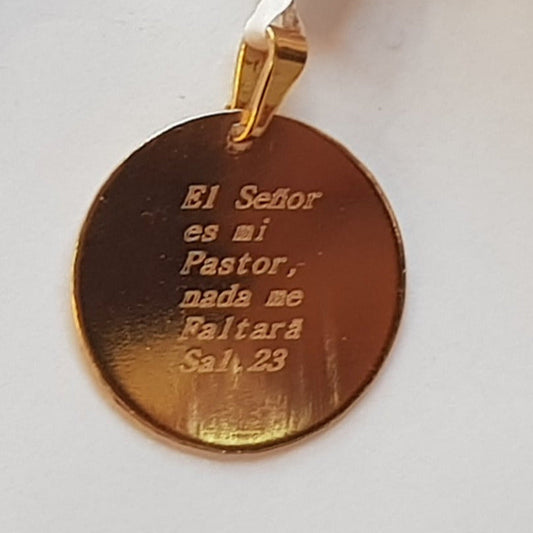 El Señor
es mi
Pastor,
nada me
Faltará
Sal.23